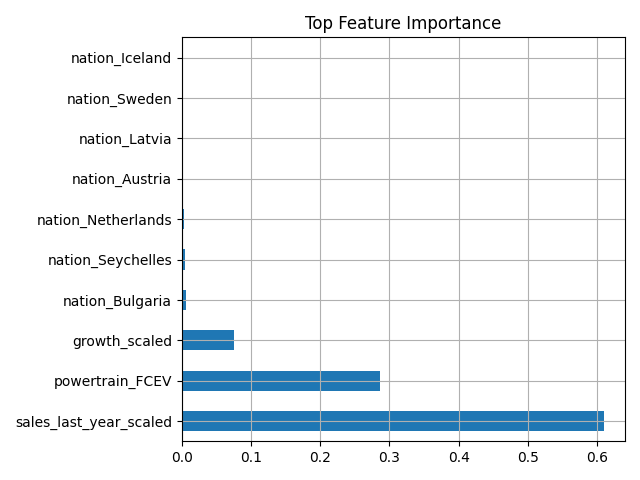 Top Feature Importance
nation_Iceland
nation_Sweden
nation_Latvia
nation_Austria
nation_Netherlands
nation_Seychelles
nation_Bulgaria
growth_scaled
powertrain_FCEV
sales_last_year_scaled
0.0 0.1 0.2 0.3 0.4 0.5 0.6